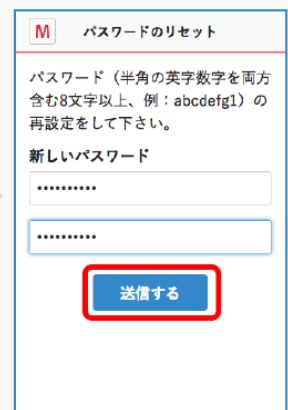 M パスワードのリセット
パスワード（半角の英字数字を両方
含む8文字以上、例：abcdefg1）の
再設定をして下さい。
新しいパスワード
••••••••••
••••••••••
送信する